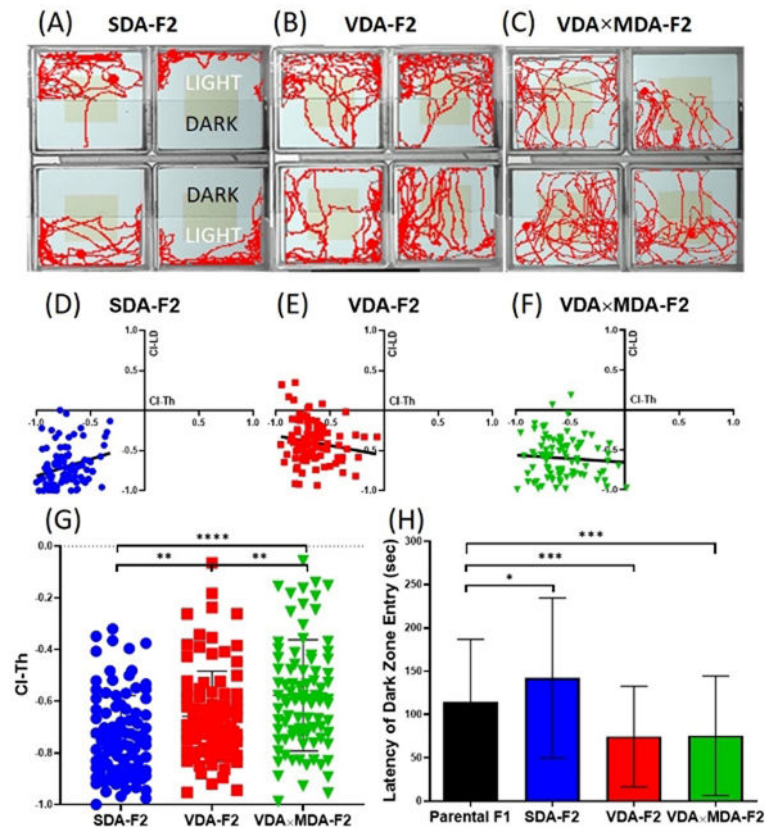 (A) SDA-F2 (B) VDA-F2 (C) VDA×MDA-F2
LIGHT
DARK
DARK
LIGHT
(D) SDA-F2 (E) VDA-F2 (F) VDA×MDA-F2
1.0 CI-LD 1.0 CI-LD 1.0 CI-LD
0.5 0.5 0.5
CI-Th CI-Th CI-Th
-1.0 -0.5 0.5 1.0 -1.0 -0.5 0.5 1.0 -1.0 -0.5 0.5 1.0
-0.5 -0.5 -0.5
-1.0 -1.0 -1.0
(G)
****
** **
CI-Th
0.0
-0.2
-0.4
-0.6
-0.8
-1.0
SDA-F2 VDA-F2 VDA×MDA-F2
(H)
***
***
*
Latency of Dark Zone Entry (sec)
300
250
200
150
100
50
0
Parental F1 SDA-F2 VDA-F2 VDA×MDA-F2